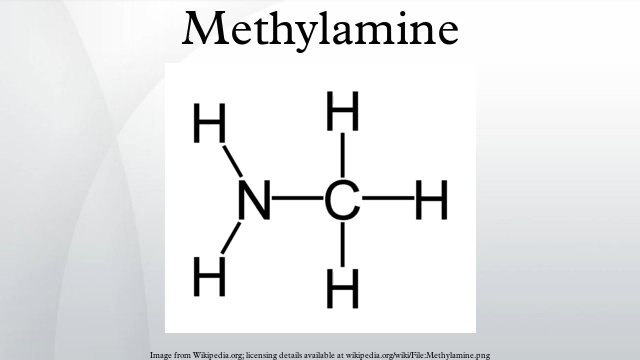 Methylamine
H H
N C H
H H
Image from Wikipedia.org; licensing details available at wikipedia.org/wiki/File:Methylamine.png